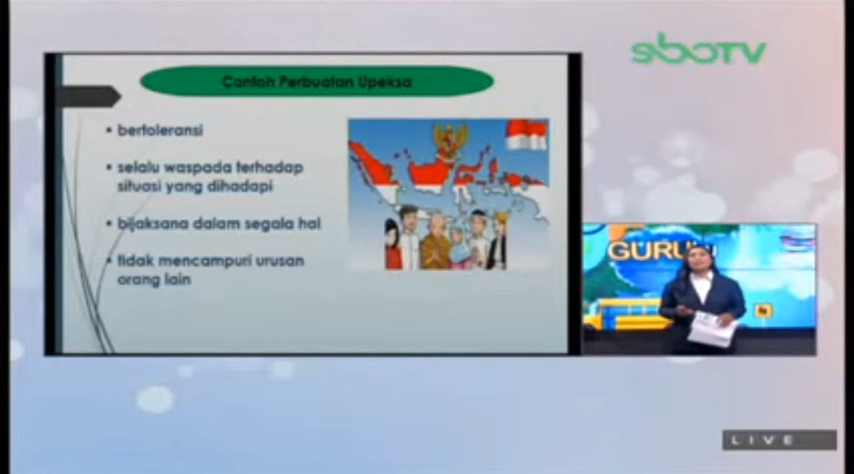 sboTV
Contoh Perbuatan Upeksa
▪ bertoleransi
▪ selalu waspada terhadap
situasi yang dihadapi
▪ bijaksana dalam segala hal
▪ tidak mencampuri urusan
orang lain
GURU
LIVE